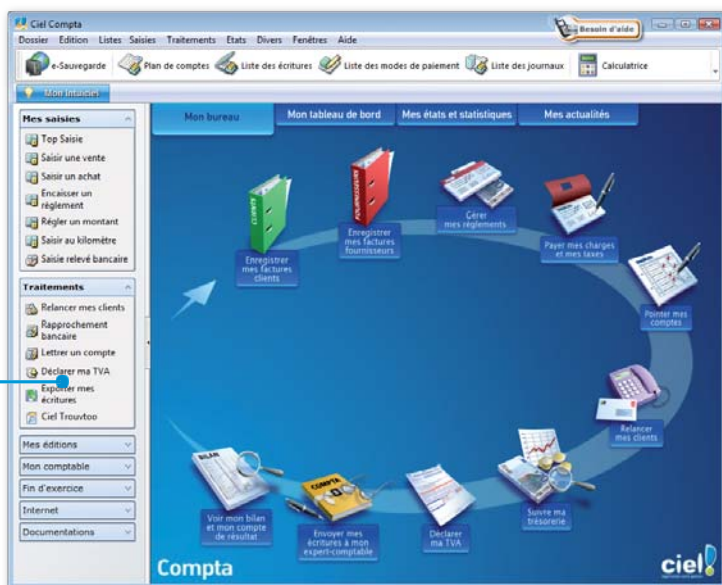 Ciel Compta
Besoin d'aide
Dossier Edition Listes Saisies Traitements Etats Divers Fenêtres Aide
e-Sauvegarde Plan de comptes Liste des écritures Liste des modes de paiement Liste des journaux Calculatrice
Mon Intuiciel
Mes saisies
Top Saisie
Saisir une vente
Saisir un achat
Encaisser un
règlement
Régler un montant
Saisir au kilomètre
Saisie relevé bancaire
Traitements
Relancer mes clients
Rapprochement
bancaire
Lettrer un compte
Déclarer ma TVA
Exporter mes
écritures
Ciel Trouvtoo
Mes éditions
Mon comptable
Fin d'exercice
Internet
Documentations
Mon bureau Mon tableau de bord Mes états et statistiques Mes actualités
CLIENTS
Enregistrer
mes factures
clients
FOURNISSEURS
Enregistrer
mes factures
fournisseurs
Gérer
mes règlements
Payer mes charges
et mes taxes
Pointer mes
comptes
Relancer
mes clients
Suivre ma
trésorerie
Déclarer
ma TVA
COMPTA
Envoyer mes
écritures à mon
expert-comptable
BILAN
Voir mon bilan
et mon compte
de résultat
Compta
ciel!